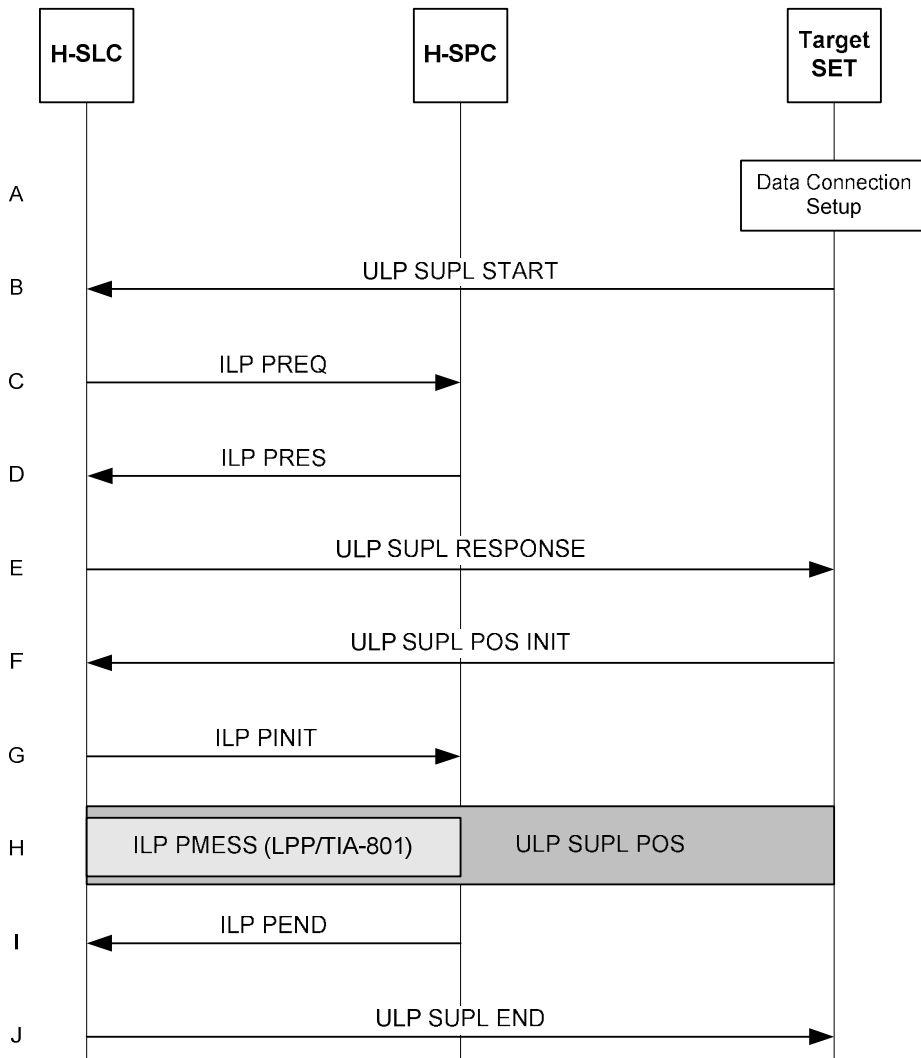 H-SLC
H-SPC
Target
SET
A
Data Connection
Setup
B
ULP SUPL START
C
ILP PREQ
D
ILP PRES
E
ULP SUPL RESPONSE
F
ULP SUPL POS INIT
G
ILP PINIT
H
ILP PMESS (LPP/TIA-801)
ULP SUPL POS
I
ILP PEND
J
ULP SUPL END